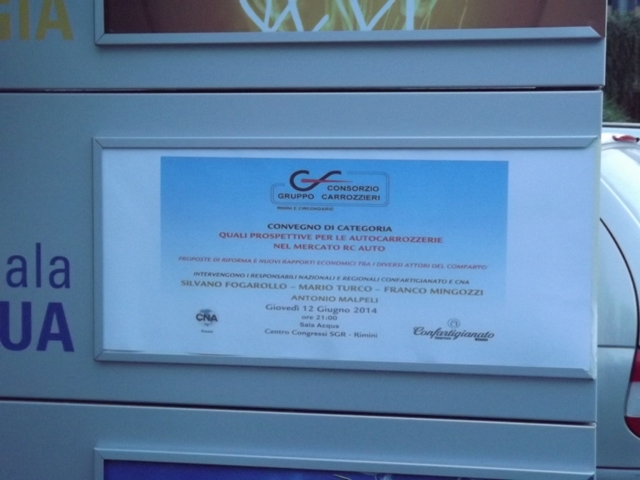 GIA
CONSORZIO
GRUPPO CARROZZIERI
RIMINI E CIRCONDARIO
CONVEGNO DI CATEGORIA
QUALI PROSPETTIVE PER LE AUTOCARROZZERIE
NEL MERCATO RC AUTO
PROPOSTE DI RIFORMA E NUOVI RAPPORTI ECONOMICI TRA I DIVERSI ATTORI DEL COMPARTO
INTERVENGONO I RESPONSABILI NAZIONALI E REGIONALI CONFARTIGIANATO E CNA
SILVANO FOGAROLLO – MARIO TURCO – FRANCO MINGOZZI
ANTONIO MALPELI
Giovedì 12 Giugno 2014
ore 21:00
Sala Acqua
Centro Congressi SGR - Rimini
CNA
Confartigianato
ala
UA